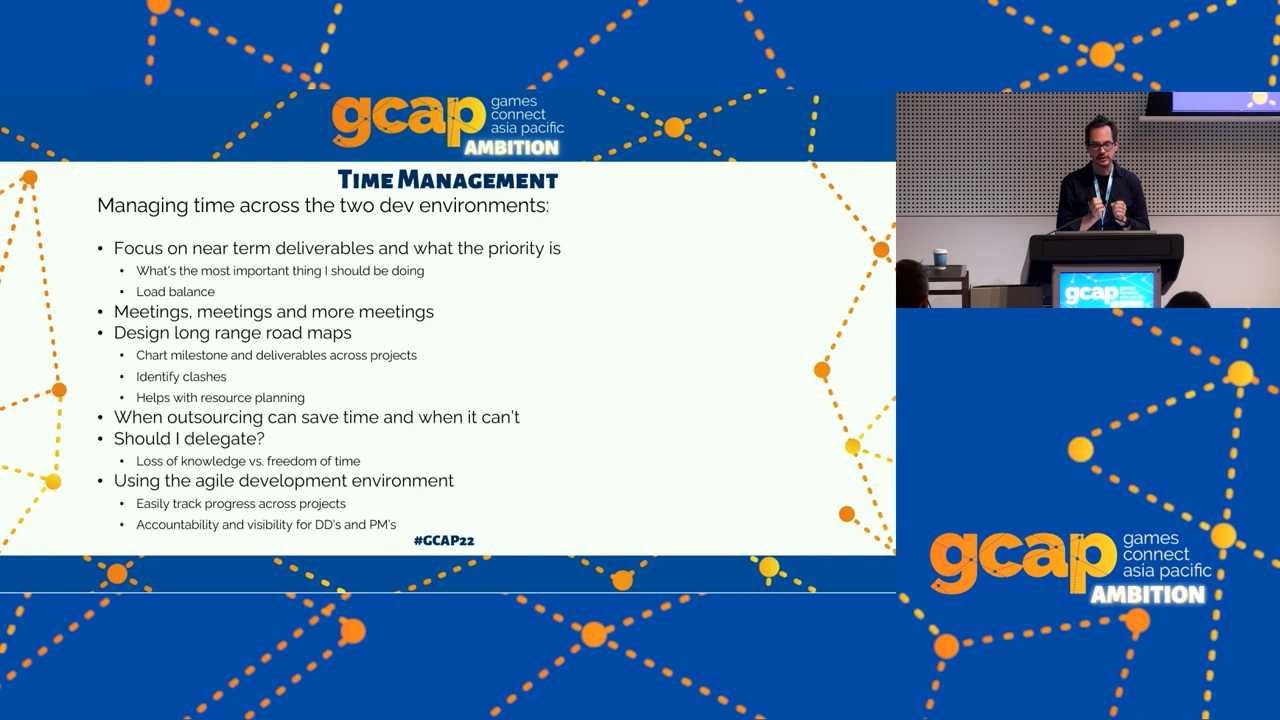 gcap games
connect
asia pacific
AMBITION
Time Management
Managing time across the two dev environments:
• Focus on near term deliverables and what the priority is
• What's the most important thing I should be doing
• Load balance
• Meetings, meetings and more meetings
• Design long range road maps
• Chart milestone and deliverables across projects
• Identify clashes
• Helps with resource planning
• When outsourcing can save time and when it can't
• Should I delegate?
• Loss of knowledge vs. freedom of time
• Using the agile development environment
• Easily track progress across projects
• Accountability and visibility for DD's and PM's
#GCAP22
gcap
gcap games
connect
asia pacific
AMBITION